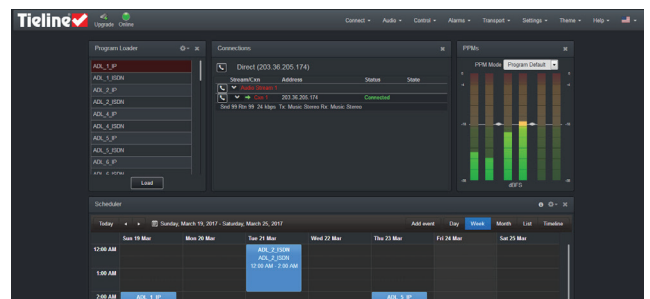 Tieline
Upgrade Online
Connect Audio Control Alarms Transport Settings Theme Help
Program Loader
ADL_1_IP
ADL_1_ISDN
ADL_2_IP
ADL_2_ISDN
ADL_4_IP
ADL_5_IP
ADL_5_ISDN
ADL_6_IP
ADL_6_ISDN
Load
Connections
Direct (203.36.205.174)
Stream/Cxn Address Status State
Audio Stream 1
Cxn 1 203.36.205.174 Connected
Snd 99 Rtn 99 24 kbps Tx: Music Stereo Rx: Music Stereo
PPMs
PPM Mode Program Default
dBFS
Scheduler
Today Sunday, March 19, 2017 - Saturday, March 25, 2017 Add event Day Week Month List Timeline
Sun 19 Mar Mon 20 Mar Tue 21 Mar Wed 22 Mar Thu 23 Mar Fri 24 Mar Sat 25 Mar
12:00 AM
ADL_2_ISDN
ADL_2_ISDN
12:00 AM - 2:00 AM
1:00 AM
2:00 AM
ADL_1_IP
ADL_3_IP